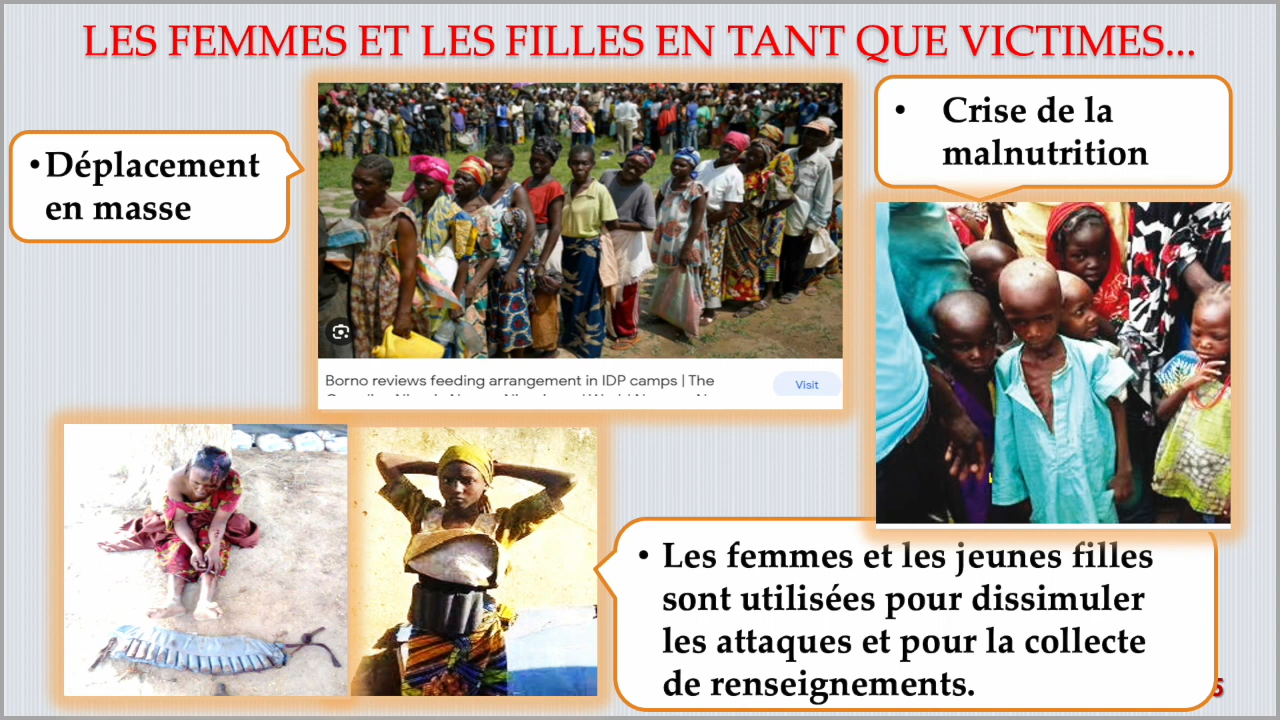 LES FEMMES ET LES FILLES EN TANT QUE VICTIMES...
• Déplacement
en masse
• Crise de la
malnutrition
Borno reviews feeding arrangement in IDP camps | The
Visit
• Les femmes et les jeunes filles
sont utilisées pour dissimuler
les attaques et pour la collecte
de renseignements.
5